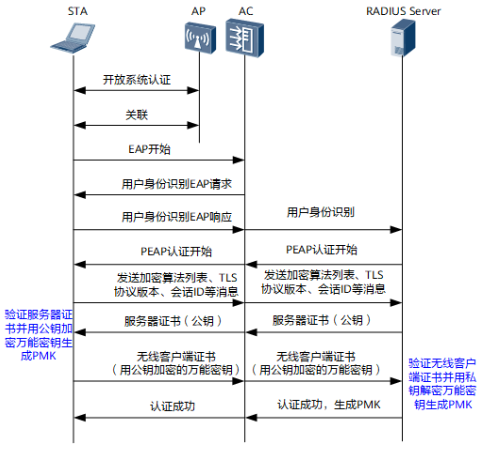 STA
AP
AC
RADIUS Server
开放系统认证
关联
EAP开始
用户身份识别EAP请求
用户身份识别EAP响应
用户身份识别
PEAP认证开始
PEAP认证开始
发送加密算法列表、TLS
协议版本、会话ID等消息
发送加密算法列表、TLS
协议版本、会话ID等消息
验证服务器证
书并用公钥加
密万能密钥生
成PMK
服务器证书（公钥）
服务器证书（公钥）
无线客户端证书
（用公钥加密的万能密钥）
无线客户端证书
（用公钥加密的万能密钥）
验证无线客户
端证书并用私
钥解密万能密
钥生成PMK
认证成功
认证成功，生成PMK